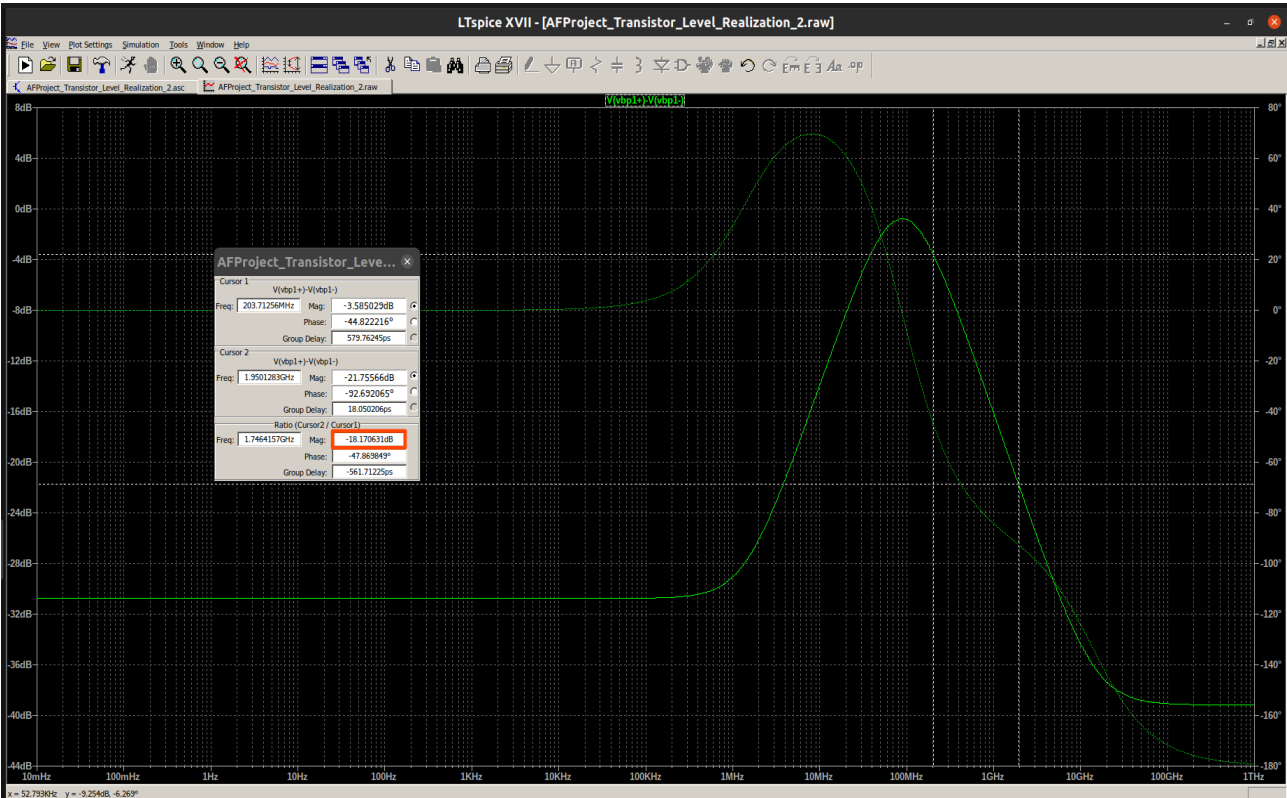 LTspice XVII - [AFProject_Transistor_Level_Realization_2.raw]
File View Plot Settings Simulation Tools Window Help
AFProject_Transistor_Level_Realization_2.asc AFProject_Transistor_Level_Realization_2.raw
V(vbp1+)-V(vbp1-)
8dB 80°
4dB 60°
0dB 40°
-4dB 20°
-8dB 0°
-12dB -20°
-16dB -40°
-20dB -60°
-24dB -80°
-28dB -100°
-32dB -120°
-36dB -140°
-40dB -160°
-44dB -180°
AFProject_Transistor_Leve...
Cursor 1
V(vbp1+)-V(vbp1-)
Freq: 203.71256MHz Mag: -3.585029dB
Phase: -44.822216°
Group Delay: 579.76245ps
Cursor 2
V(vbp1+)-V(vbp1-)
Freq: 1.9501283GHz Mag: -21.75566dB
Phase: -92.692065°
Group Delay: 18.050206ps
Ratio (Cursor2 / Cursor1)
Freq: 1.7464157GHz Mag: -18.170631dB
Phase: -47.869849°
Group Delay: -561.71225ps
10mHz 100mHz 1Hz 10Hz 100Hz 1KHz 10KHz 100KHz 1MHz 10MHz 100MHz 1GHz 10GHz 100GHz 1THz
x = 52.793KHz y = -9.254dB, -6.269°